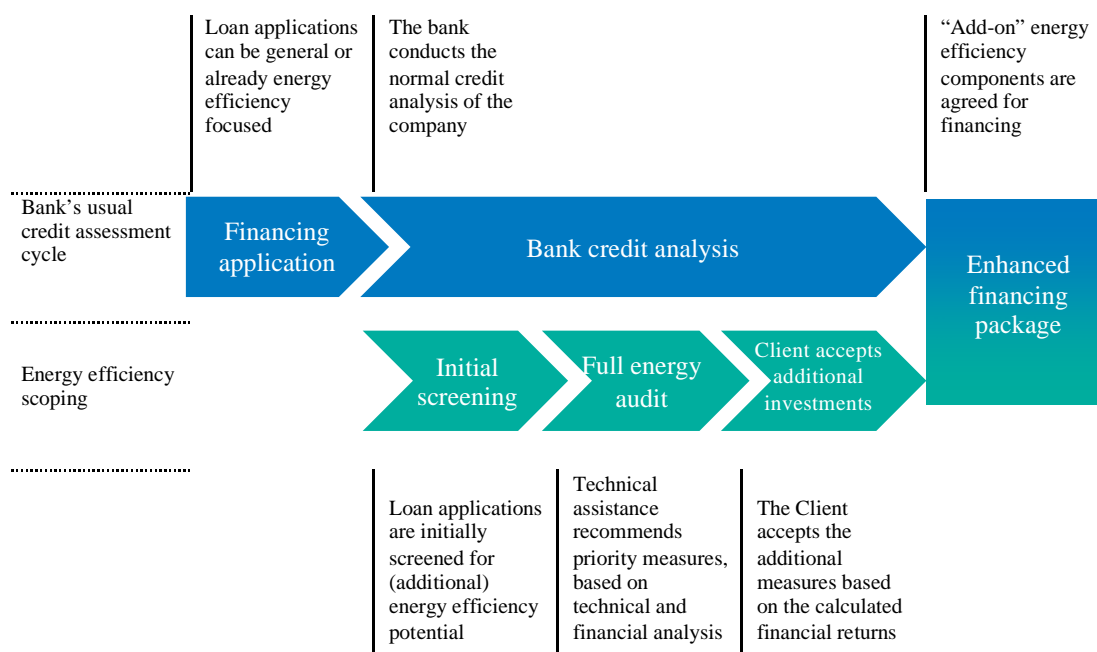 Loan applications
can be general or
already energy
efficiency
focused
The bank
conducts the
normal credit
analysis of the
company
“Add-on” energy
efficiency
components are
agreed for
financing
Bank’s usual
credit assessment
cycle
Financing
application
Bank credit analysis
Enhanced
financing
package
Energy efficiency
scoping
Initial
screening
Full energy
audit
Client accepts
additional
investments
Loan applications
are initially
screened for
(additional)
energy efficiency
potential
Technical
assistance
recommends
priority measures,
based on
technical and
financial analysis
The Client
accepts the
additional
measures based
on the calculated
financial returns